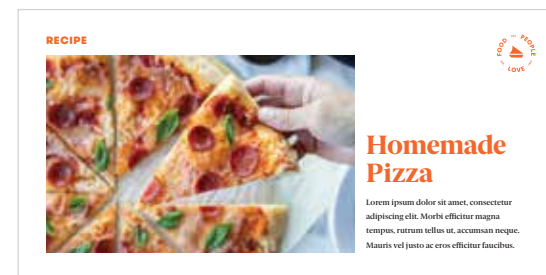 RECIPE
FOOD — PEOPLE — LOVE —
Homemade
Pizza
Lorem ipsum dolor sit amet, consectetur
adipiscing elit. Morbi efficitur magna
tempus, rutrum tellus ut, accumsan neque.
Mauris vel justo ac eros efficitur faucibus.